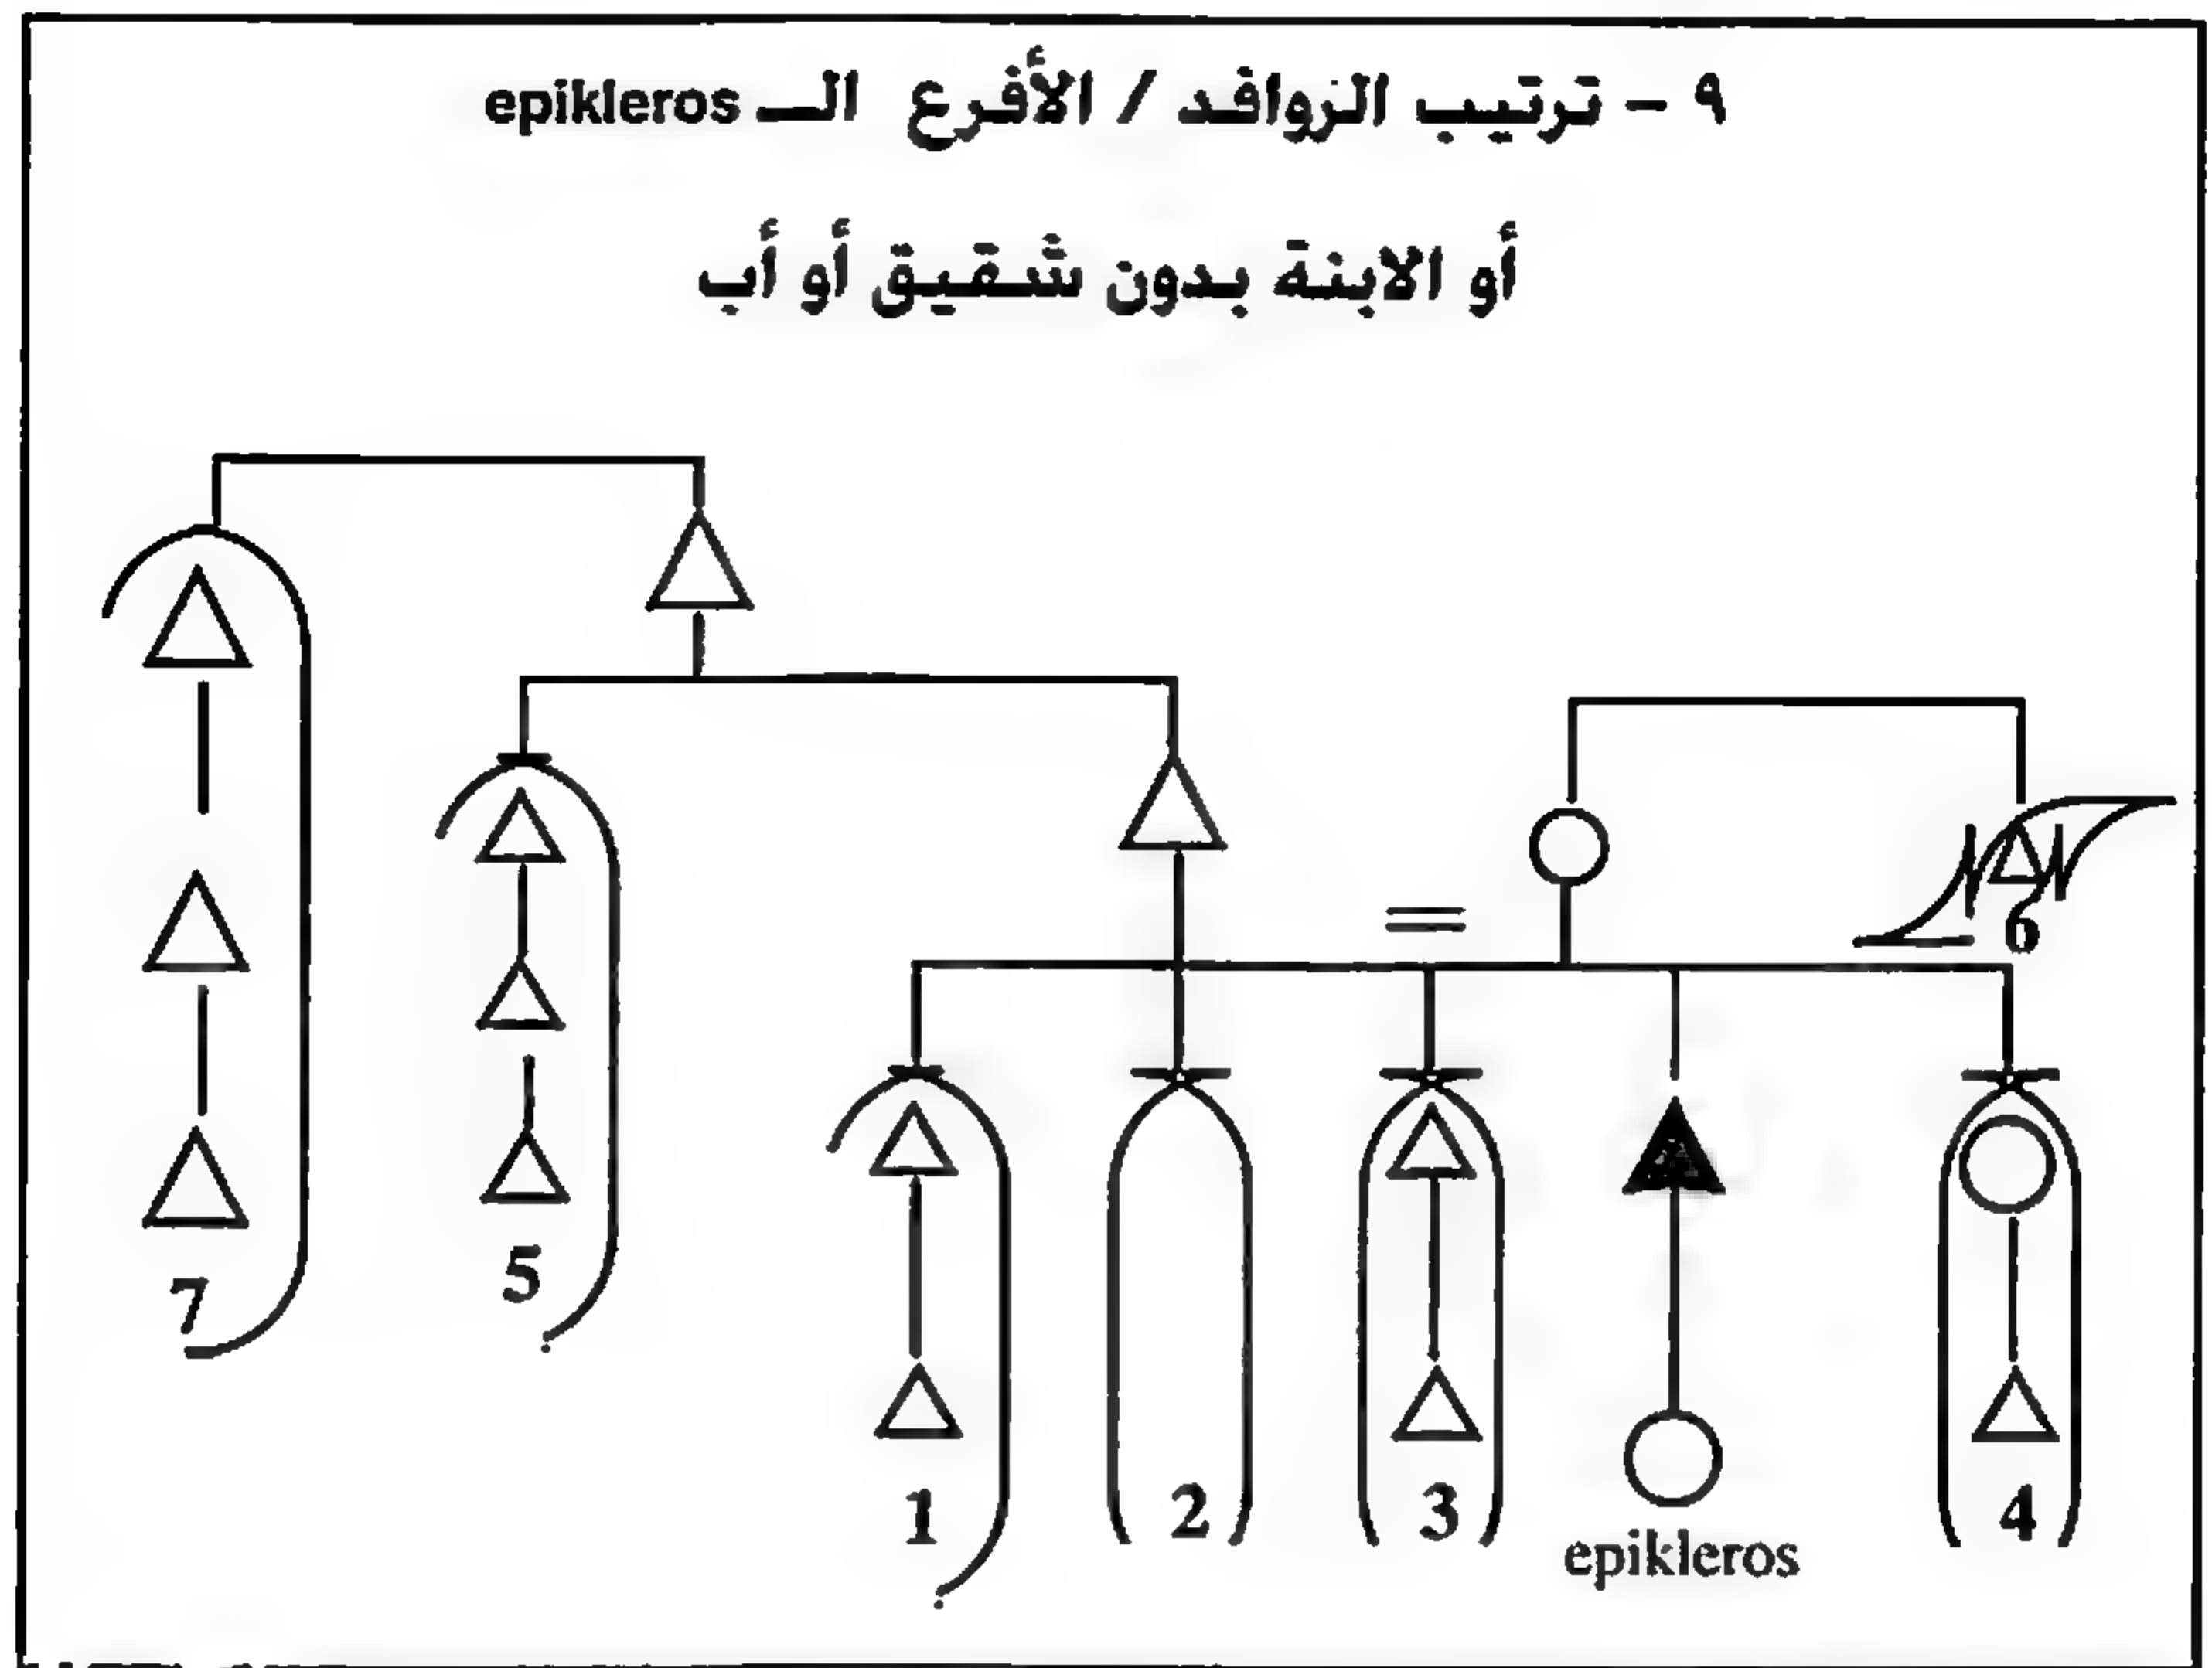 ٩ – ترتيب الزوافد / الأفرع الـ epikleros
أو الابنة بدون شقيق أو أب
6
7
5
1
2
3
4
epikleros